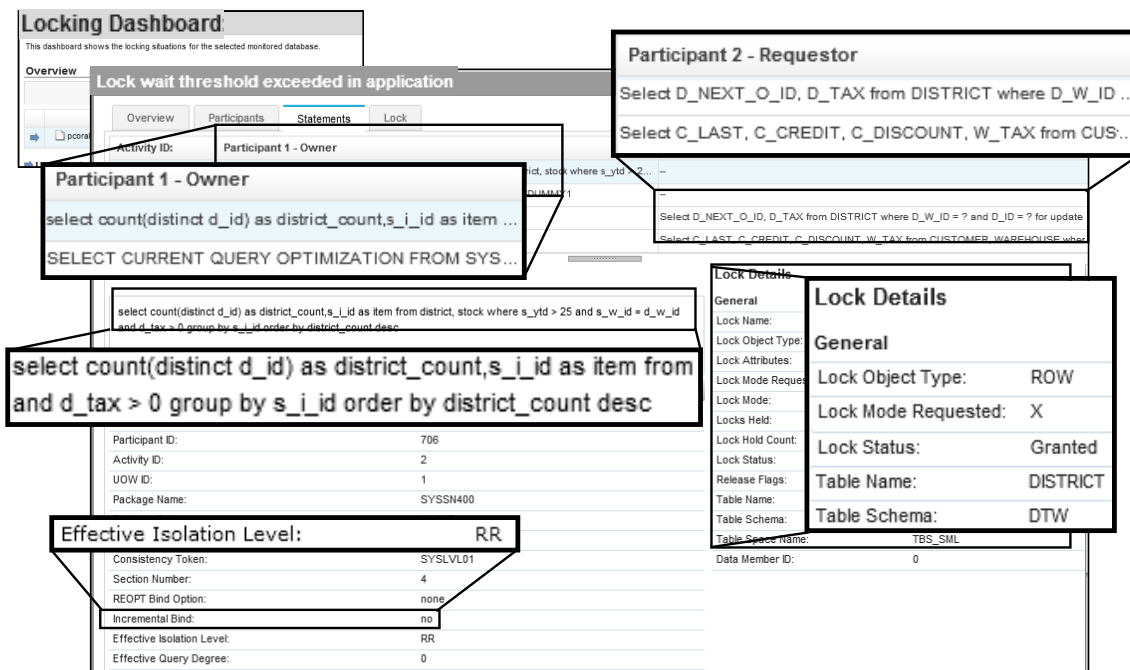 Locking Dashboard
This dashboard shows the locking situations for the selected monitored database.
Overview
Lock wait threshold exceeded in application
Participant 2 - Requestor
Select D_NEXT_O_ID, D_TAX from DISTRICT where D_W_ID ...
Select C_LAST, C_CREDIT, C_DISCOUNT, W_TAX from CUS...
Overview
Participants
Statements
Lock
Activity ID:
Participant 1 - Owner
rict, stock where s_ytd > 2... --
DUMMY1 --
Participant 1 - Owner
select count(distinct d_id) as district_count,s_i_id as item ...
SELECT CURRENT QUERY OPTIMIZATION FROM SYS...
Select D_NEXT_O_ID, D_TAX from DISTRICT where D_W_ID = ? and D_ID = ? for update
Select C_LAST, C_CREDIT, C_DISCOUNT, W_TAX from CUSTOMER, WAREHOUSE wher
select count(distinct d_id) as district_count,s_i_id as item from district, stock where s_ytd > 25 and s_w_id = d_w_id
and d_tax > 0 group by s_i_id order by district_count desc
select count(distinct d_id) as district_count,s_i_id as item from
and d_tax > 0 group by s_i_id order by district_count desc
Participant ID: 706
Activity ID: 2
UOW ID: 1
Package Name: SYSSN400
Effective Isolation Level: RR
Consistency Token: SYSLVL01
Section Number: 4
REOPT Bind Option: none
Incremental Bind: no
Effective Isolation Level: RR
Effective Query Degree: 0
Lock Details
General
Lock Name:
Lock Object Type:
Lock Attributes:
Lock Mode Reques
Lock Mode:
Locks Held:
Lock Hold Count:
Lock Status:
Release Flags:
Table Name:
Table Schema:
Table Space Name: TBS_SML
Data Member ID: 0
Lock Details
General
Lock Object Type: ROW
Lock Mode Requested: X
Lock Status: Granted
Table Name: DISTRICT
Table Schema: DTW